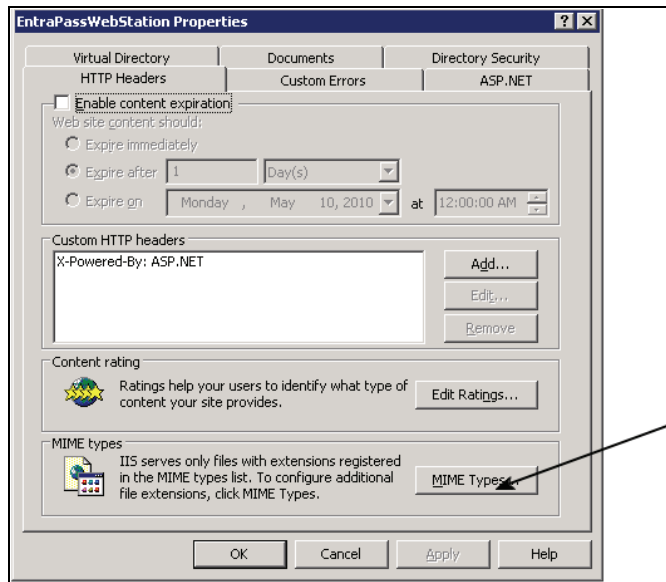 EntraPassWebStation Properties
Virtual Directory
Documents
Directory Security
HTTP Headers
Custom Errors
ASP.NET
Enable content expiration
Web site content should:
Expire immediately
Expire after 1 Day(s)
Expire on Monday , May 10, 2010 at 12:00:00 AM
Custom HTTP headers
X-Powered-By: ASP.NET
Add...
Edit...
Remove
Content rating
Ratings help your users to identify what type of
content your site provides.
Edit Ratings...
MIME types
IIS serves only files with extensions registered
in the MIME types list. To configure additional
file extensions, click MIME Types.
MIME Types...
OK
Cancel
Apply
Help